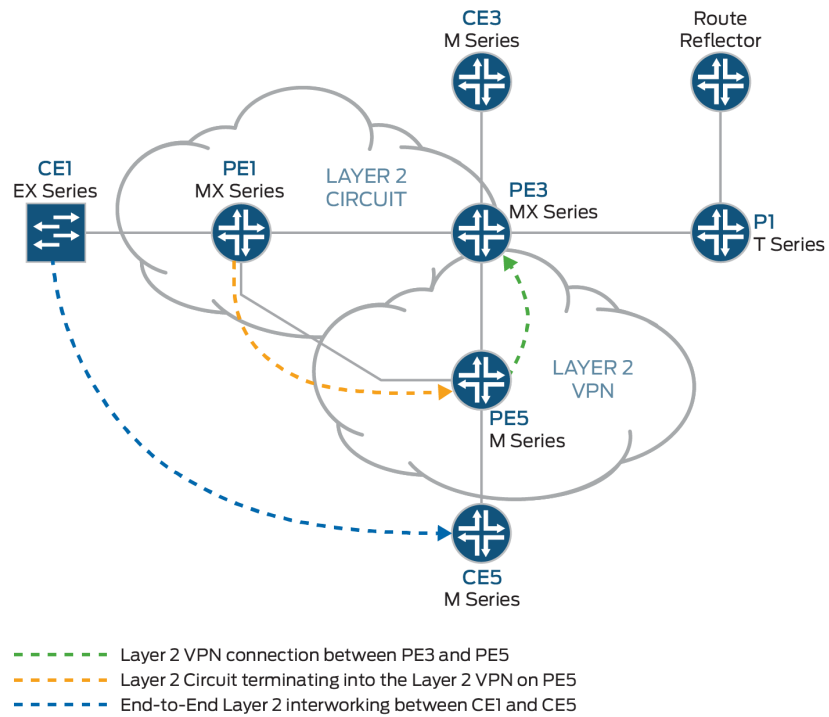 CE3
M Series
Route
Reflector
CE1
EX Series
PE1
MX Series
LAYER 2
CIRCUIT
PE3
MX Series
P1
T Series
LAYER 2
VPN
PE5
M Series
CE5
M Series
Layer 2 VPN connection between PE3 and PE5
Layer 2 Circuit terminating into the Layer 2 VPN on PE5
End-to-End Layer 2 interworking between CE1 and CE5